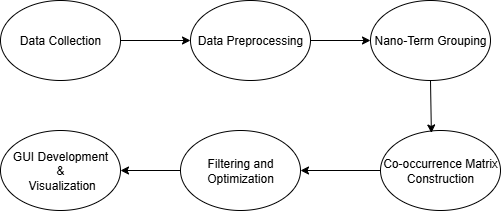 Data Collection
Data Preprocessing
Nano-Term Grouping
GUI Development
&
Visualization
Filtering and
Optimization
Co-occurrence Matrix
Construction